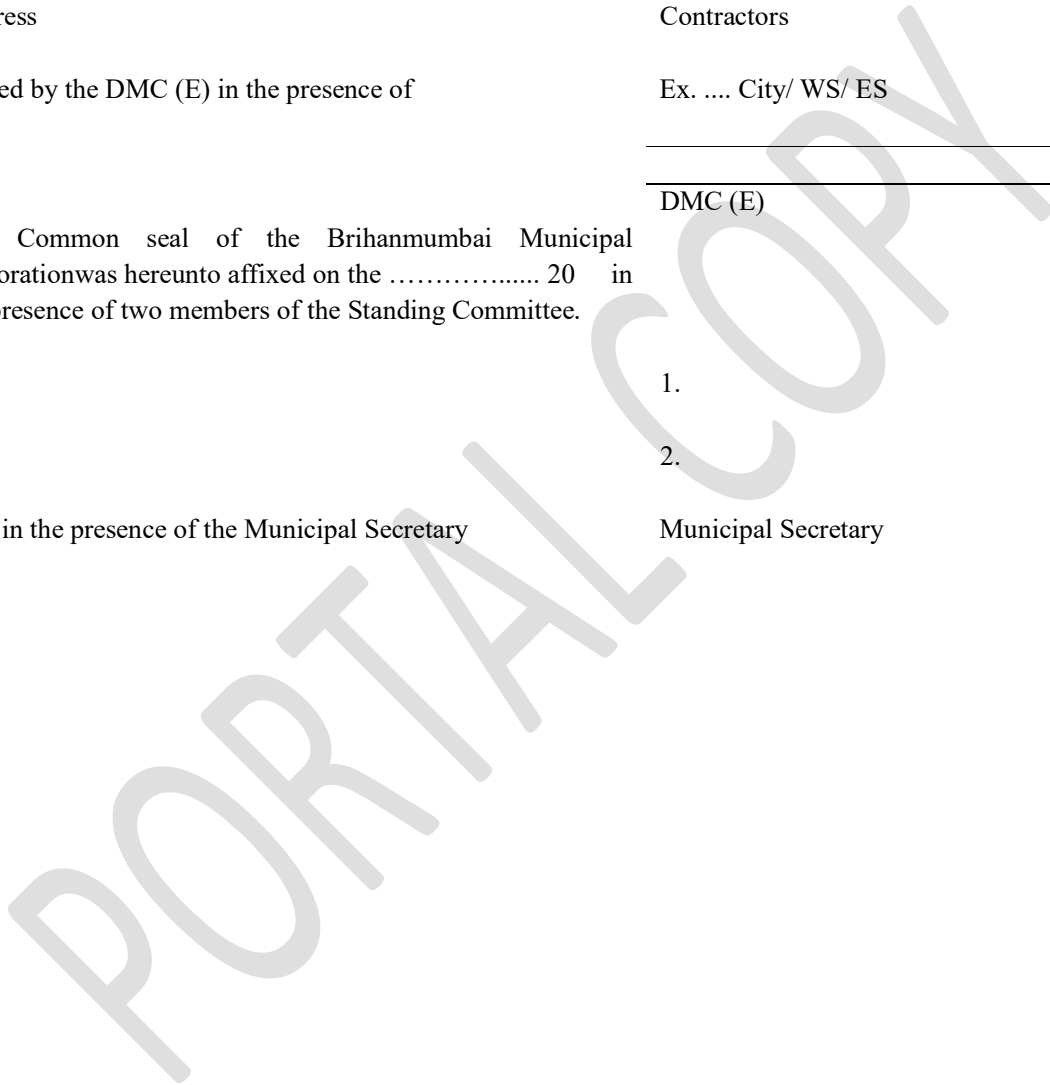 ress Contractors
ed by the DMC (E) in the presence of Ex. .... City/ WS/ ES
DMC (E)
Common seal of the Brihanmumbai Municipal
orationwas hereunto affixed on the …………...... 20 in
presence of two members of the Standing Committee.
1.
2.
in the presence of the Municipal Secretary Municipal Secretary
PORTAL COPY